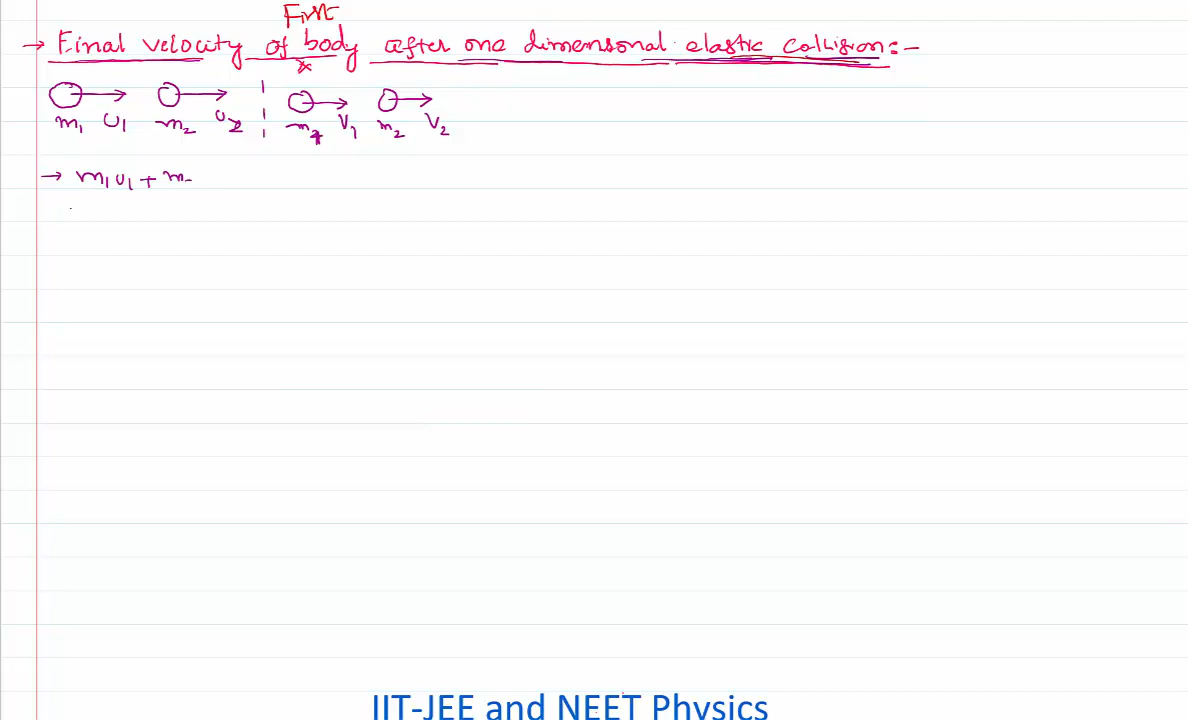 First
→ Final velocity of body after one dimensonal elastic collision:-
m₁ u₁ m₂ u₂ m₁ v₁ m₂ v₂
→ m₁u₁ + m
IIT-JEE and NEET Physics